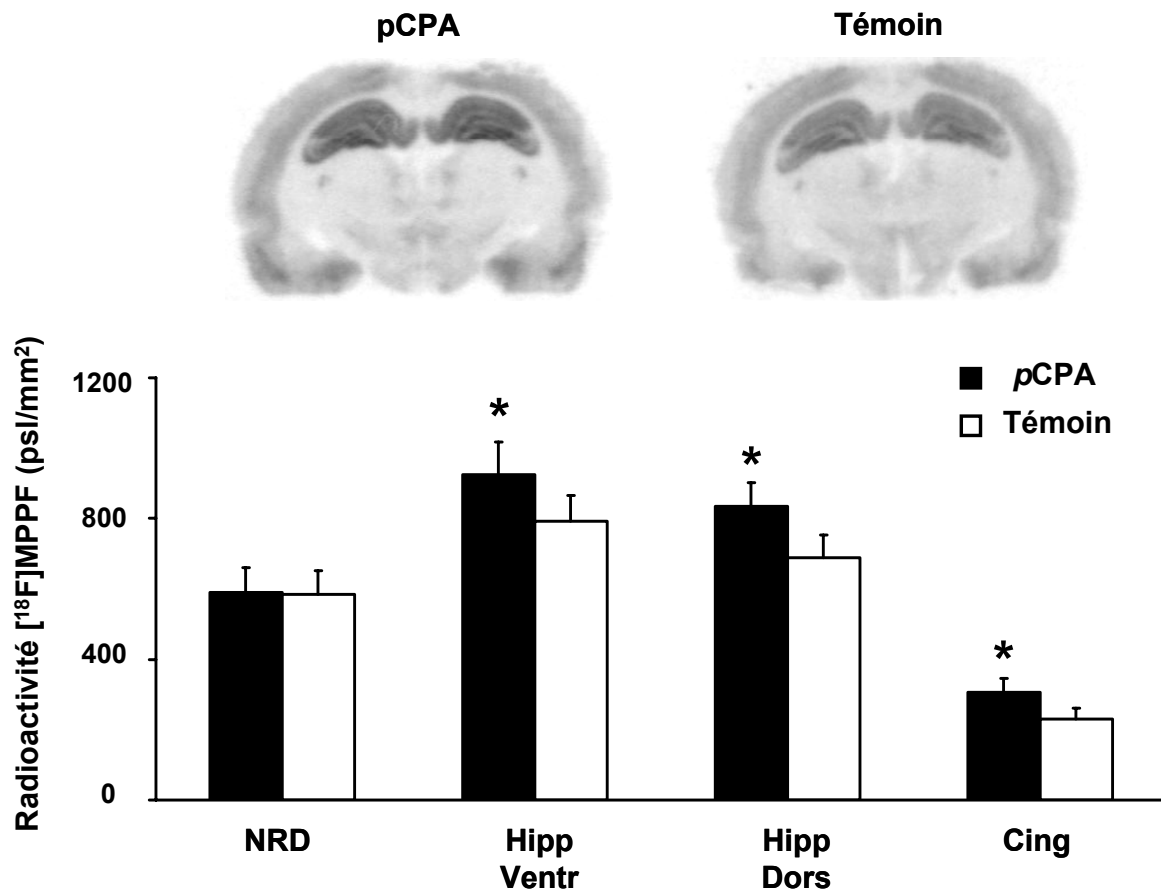 pCPA
Témoin
Radioactivité [¹⁸F]MPPF (psl/mm²)
1200
800
400
0
pCPA
Témoin
*
*
*
NRD
Hipp
Ventr
Hipp
Dors
Cing